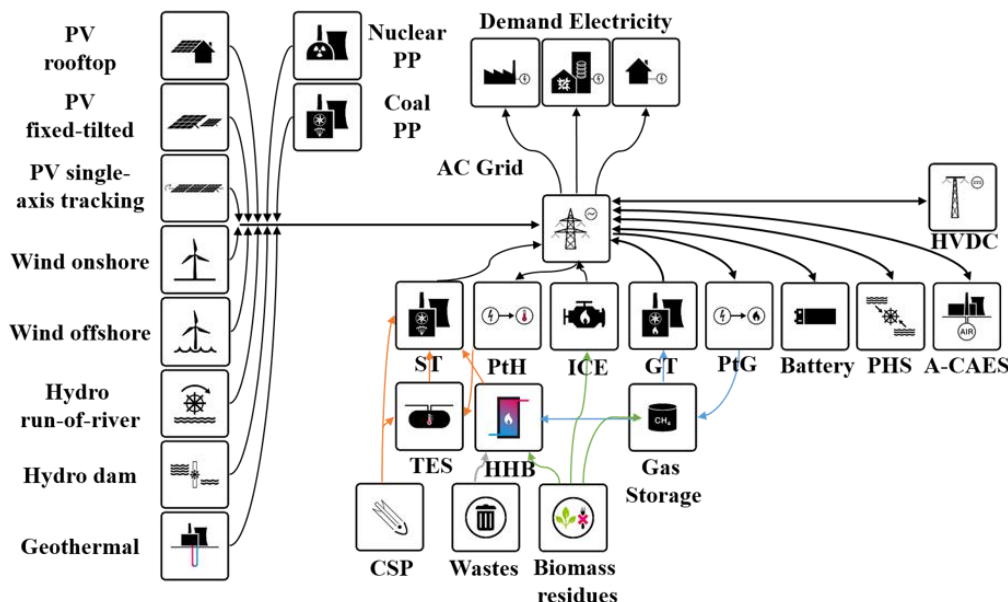 PV
rooftop
PV
fixed-tilted
PV single-
axis tracking
Wind onshore
Wind offshore
Hydro
run-of-river
Hydro dam
Geothermal
Nuclear
PP
Coal
PP
Demand Electricity
AC Grid
HVDC
ST
PtH
ICE
GT
PtG
Battery
PHS
A-CAES
AIR
TES
HHB
CH₄
Gas
Storage
CSP
Wastes
Biomass
residues